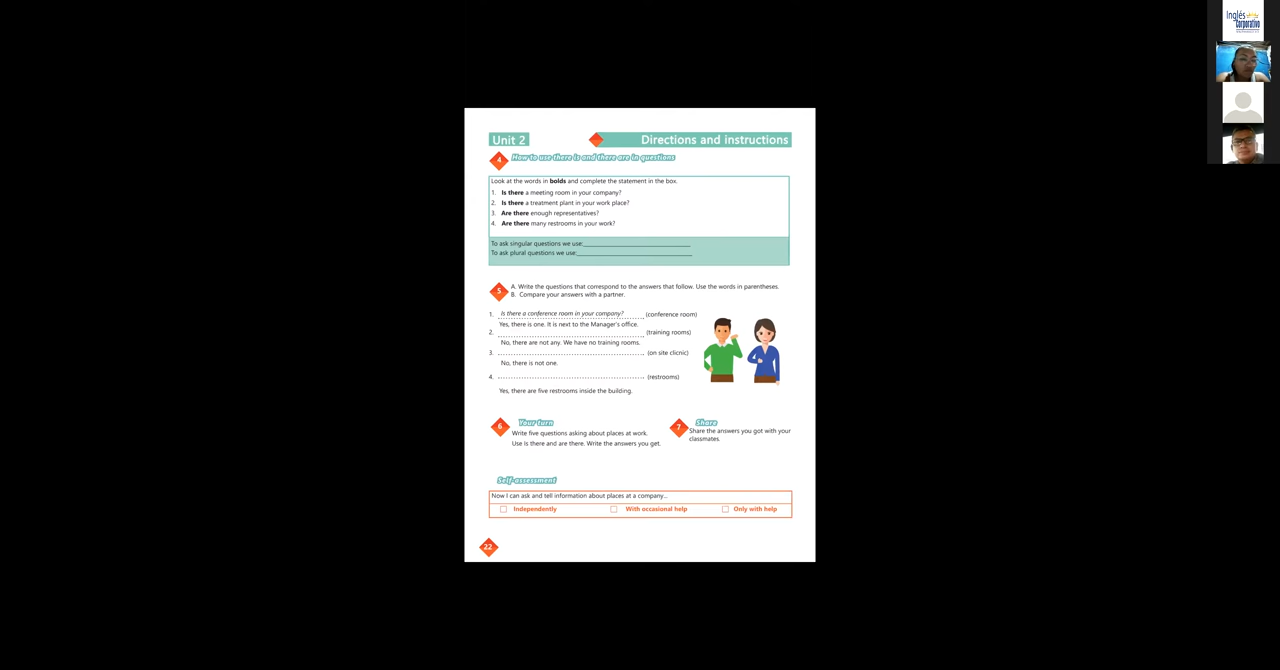 Inglés
Corporativo
Unit 2
Directions and instructions
4
How to use there is and there are in questions
Look at the words in bolds and complete the statement in the box.
1. Is there a meeting room in your company?
2. Is there a treatment plant in your work place?
3. Are there enough representatives?
4. Are there many restrooms in your work?
To ask singular questions we use:
To ask plural questions we use:
5
A. Write the questions that correspond to the answers that follow. Use the words in parentheses.
B. Compare your answers with a partner.
1. Is there a conference room in your company? (conference room)
Yes, there is one. It is next to the Manager's office.
2. (training rooms)
No, there are not any. We have no training rooms.
3. (on site clicnic)
No, there is not one.
4. (restrooms)
Yes, there are five restrooms inside the building.
6
Your turn
Write five questions asking about places at work.
Use Is there and are there. Write the answers you get.
7
Share
Share the answers you got with your
classmates.
Self-assessment
Now I can ask and tell information about places at a company...
Independently
With occasional help
Only with help
22